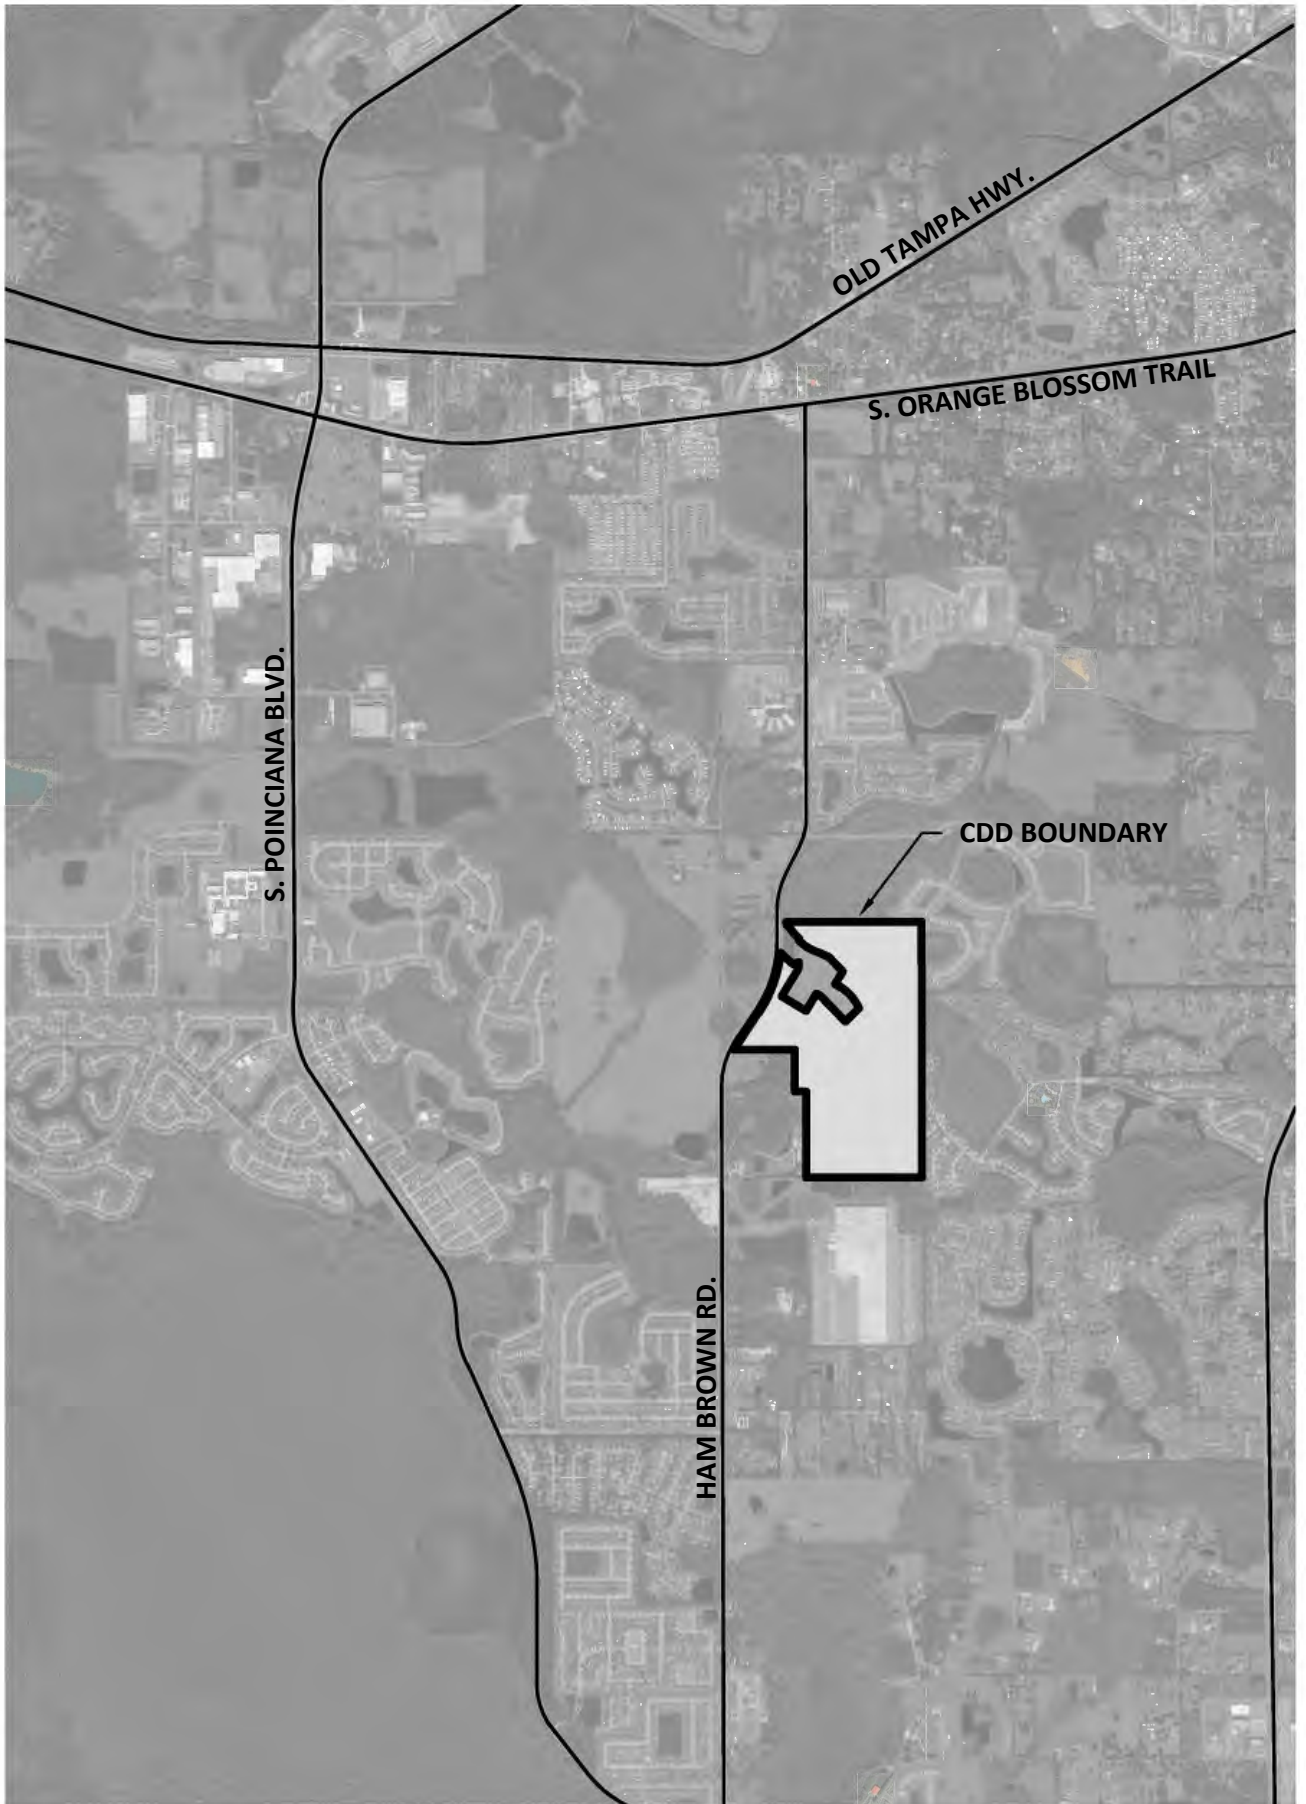 OLD TAMPA HWY.
S. ORANGE BLOSSOM TRAIL
S. POINCIANA BLVD.
CDD BOUNDARY
HAM BROWN RD.